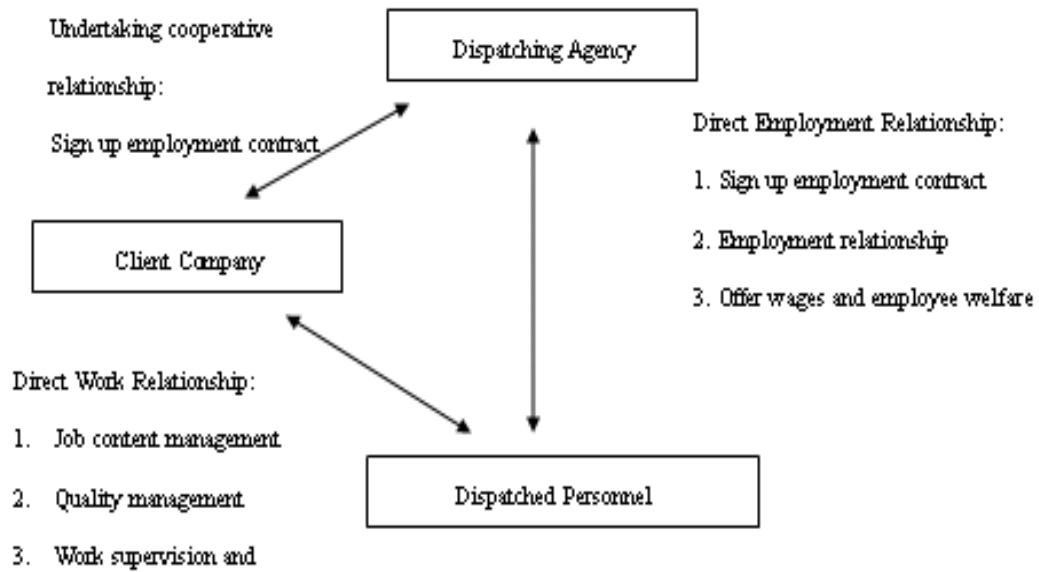 Undertaking cooperative
relationship:
Sign up employment contract
Dispatching Agency
Direct Employment Relationship:
1. Sign up employment contract
2. Employment relationship
3. Offer wages and employee welfare
Client Company
Direct Work Relationship:
1. Job content management
2. Quality management
3. Work supervision and
Dispatched Personnel